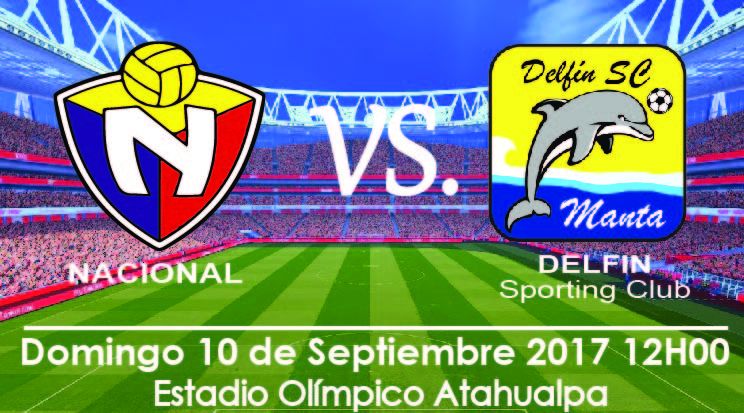 N
VS.
Delfín SC
Manta
NACIONAL
DELFIN
Sporting Club
Domingo 10 de Septiembre 2017 12H00
Estadio Olímpico Atahualpa